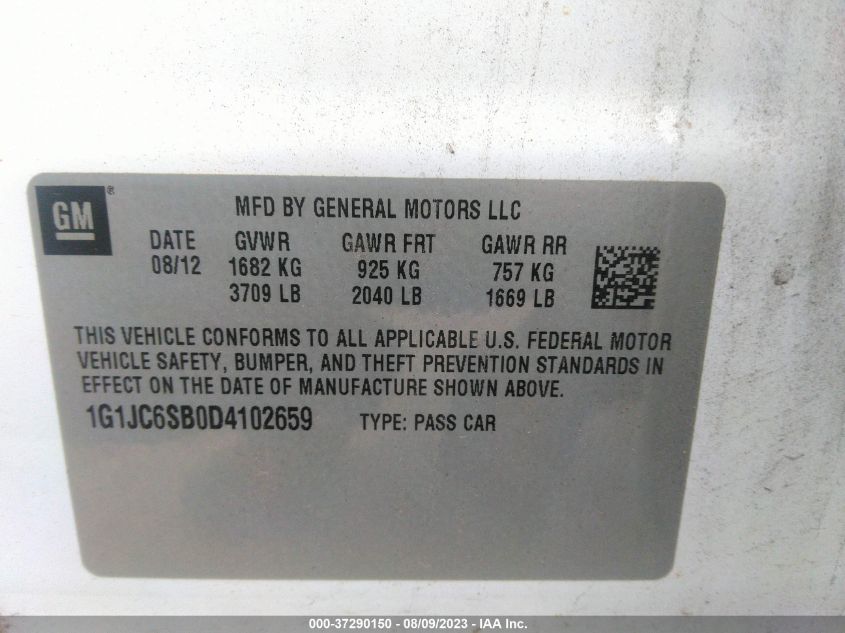 GM®
MFD BY GENERAL MOTORS LLC
DATE GVWR GAWR FRT GAWR RR
08/12 1682 KG 925 KG 757 KG
3709 LB 2040 LB 1669 LB
THIS VEHICLE CONFORMS TO ALL APPLICABLE U.S. FEDERAL MOTOR
VEHICLE SAFETY, BUMPER, AND THEFT PREVENTION STANDARDS IN
EFFECT ON THE DATE OF MANUFACTURE SHOWN ABOVE.
1G1JC6SB0D4102659 TYPE: PASS CAR
000-37290150 - 08/09/2023 - IAA Inc.